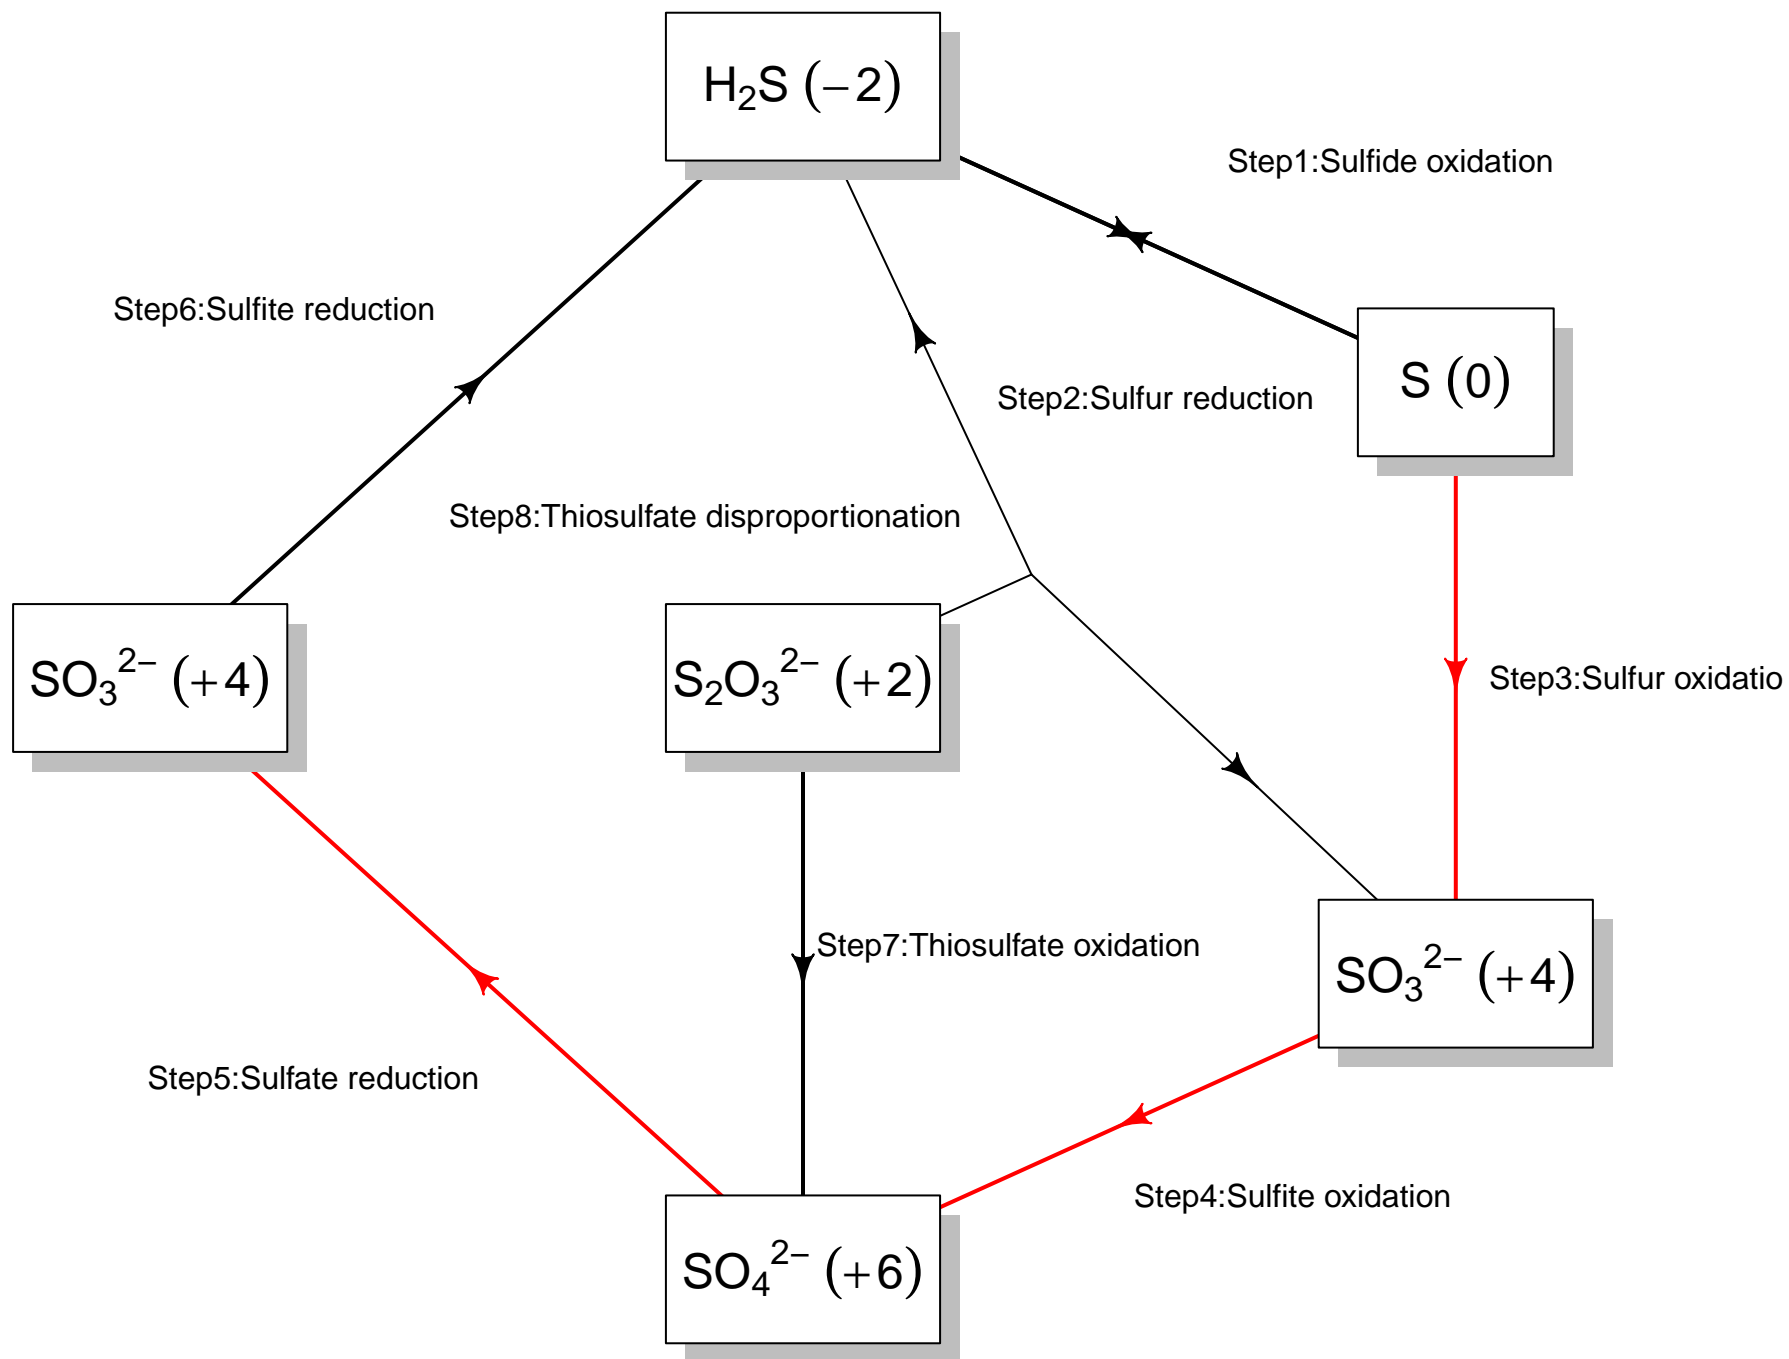 H₂S (−2)
Step1:Sulfide oxidation
Step6:Sulfite reduction
S (0)
Step2:Sulfur reduction
Step8:Thiosulfate disproportionation
SO₃²⁻ (+4)
S₂O₃²⁻ (+2)
Step3:Sulfur oxidatio
Step7:Thiosulfate oxidation
SO₃²⁻ (+4)
Step5:Sulfate reduction
Step4:Sulfite oxidation
SO₄²⁻ (+6)